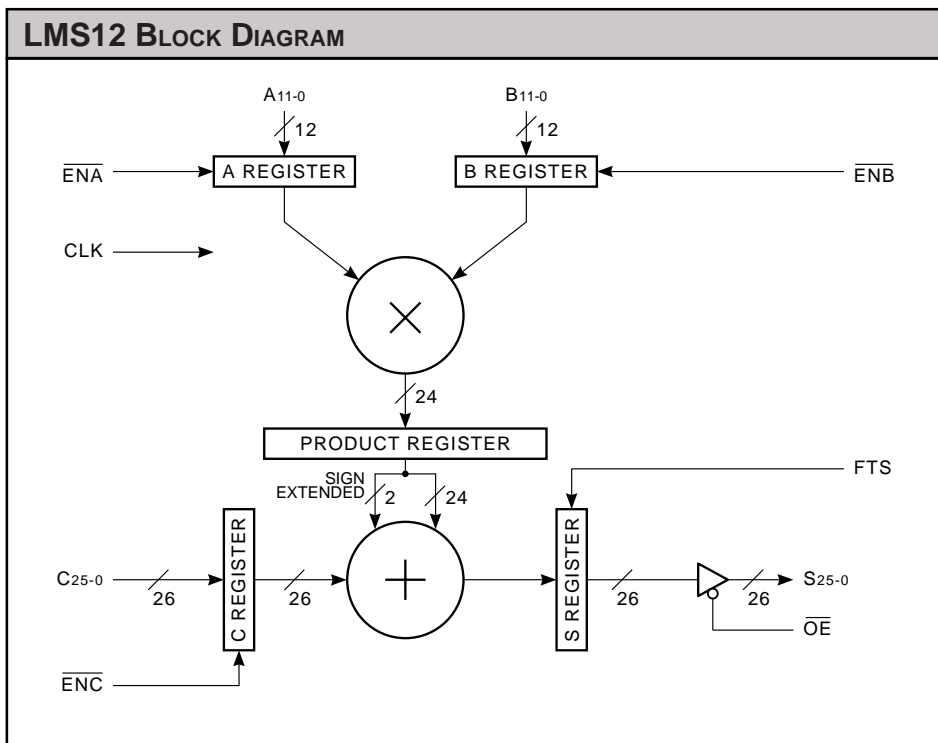 LMS12 BLOCK DIAGRAM
A11-0
B11-0
12
12
ENA
A REGISTER
B REGISTER
ENB
CLK
24
PRODUCT REGISTER
SIGN
EXTENDED
2
24
FTS
C25-0
26
C REGISTER
26
S REGISTER
26
26
S25-0
OE
ENC